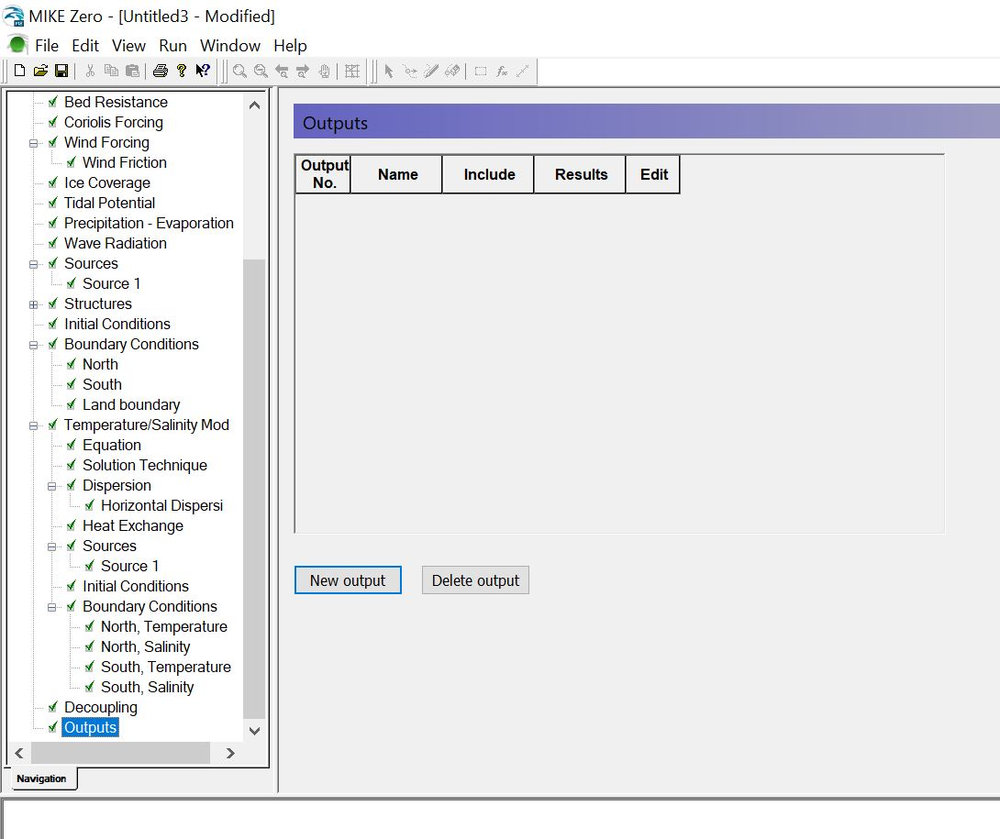 MIKE Zero - [Untitled3 - Modified]
File Edit View Run Window Help
Bed Resistance
Coriolis Forcing
Wind Forcing
Wind Friction
Ice Coverage
Tidal Potential
Precipitation - Evaporation
Wave Radiation
Sources
Source 1
Structures
Initial Conditions
Boundary Conditions
North
South
Land boundary
Temperature/Salinity Mod
Equation
Solution Technique
Dispersion
Horizontal Dispersi
Heat Exchange
Sources
Source 1
Initial Conditions
Boundary Conditions
North, Temperature
North, Salinity
South, Temperature
South, Salinity
Decoupling
Outputs
Navigation
Outputs
Output No. Name Include Results Edit
New output Delete output